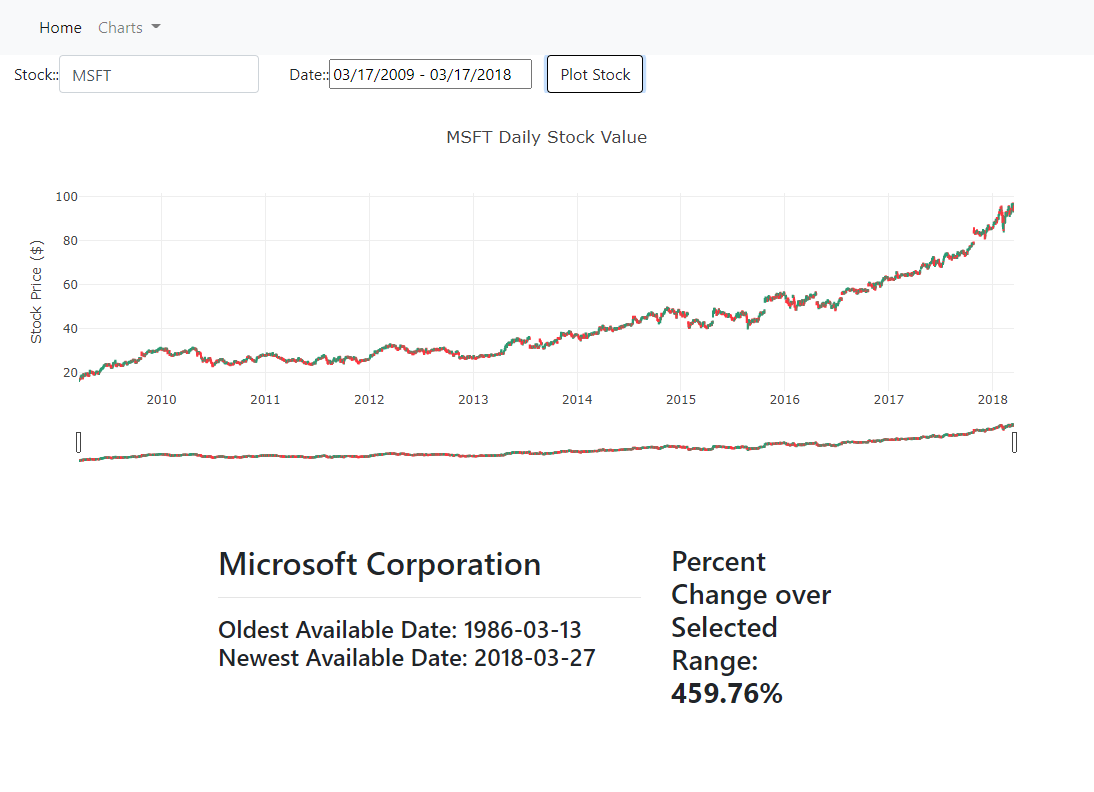 Home Charts
Stock:: MSFT Date:: 03/17/2009 - 03/17/2018 Plot Stock
MSFT Daily Stock Value
Stock Price ($)
100
80
60
40
20
2010 2011 2012 2013 2014 2015 2016 2017 2018
Microsoft Corporation
Oldest Available Date: 1986-03-13
Newest Available Date: 2018-03-27
Percent
Change over
Selected
Range:
459.76%